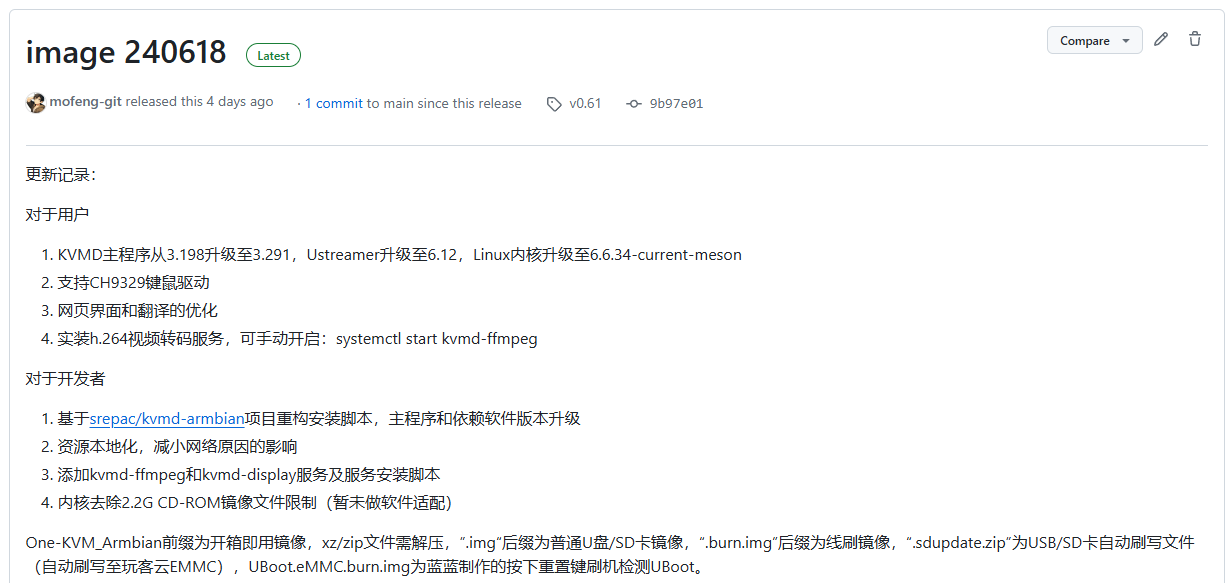 image 240618 Latest Compare
mofeng-git released this 4 days ago · 1 commit to main since this release v0.61 9b97e01
更新记录：
对于用户
1. KVMD主程序从3.198升级至3.291，Ustreamer升级至6.12，Linux内核升级至6.6.34-current-meson
2. 支持CH9329键鼠驱动
3. 网页界面和翻译的优化
4. 实装h.264视频转码服务，可手动开启：systemctl start kvmd-ffmpeg
对于开发者
1. 基于srepac/kvmd-armbian项目重构安装脚本，主程序和依赖软件版本升级
2. 资源本地化，减小网络原因的影响
3. 添加kvmd-ffmpeg和kvmd-display服务及服务安装脚本
4. 内核去除2.2G CD-ROM镜像文件限制（暂未做软件适配）
One-KVM_Armbian前缀为开箱即用镜像，xz/zip文件需解压，“.img“后缀为普通U盘/SD卡镜像，“.burn.img“后缀为线刷镜像，“.sdupdate.zip”为USB/SD卡自动刷写文件
（自动刷写至玩客云EMMC），UBoot.eMMC.burn.img为蓝蓝制作的按下重置键刷机检测UBoot。